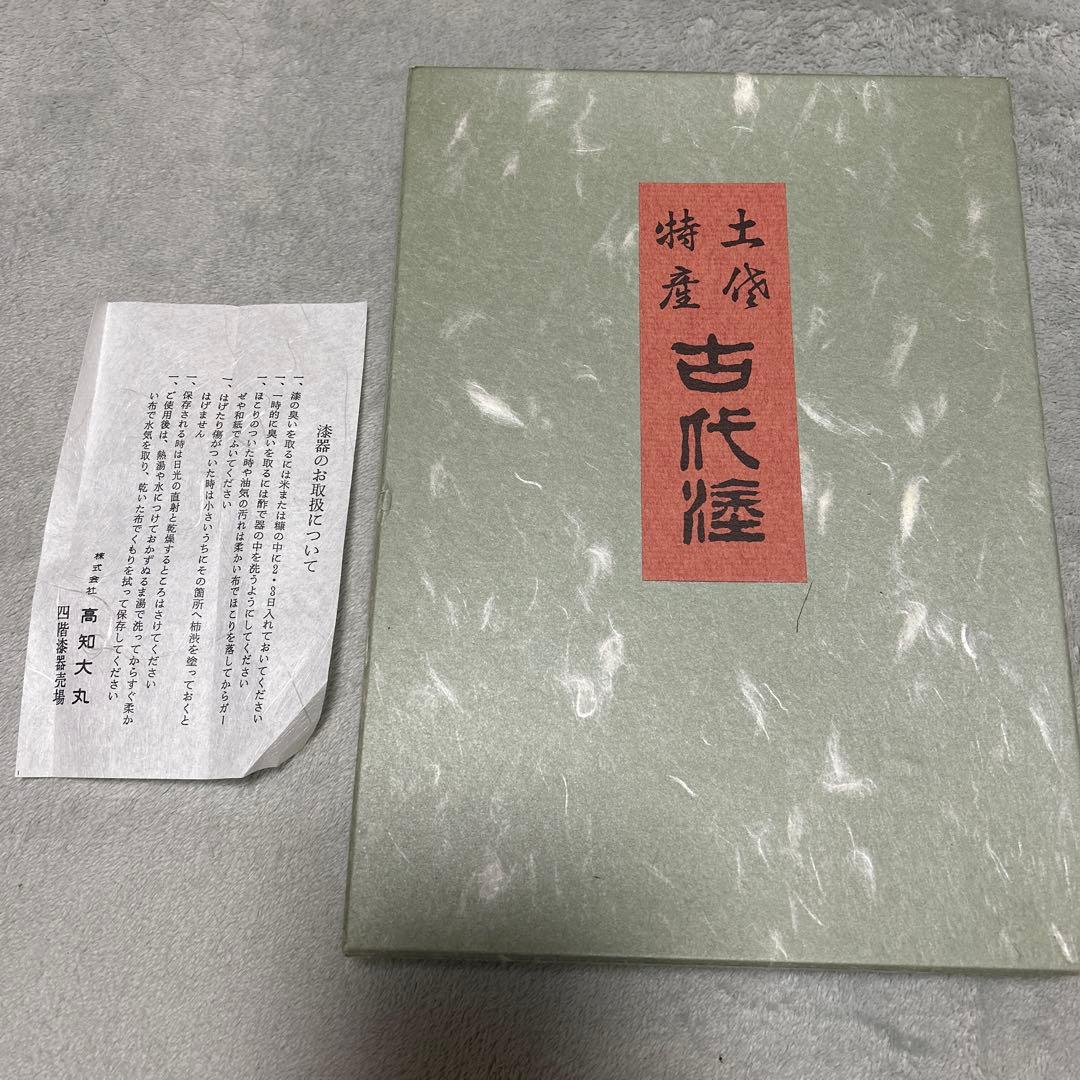 土佐
特産
古代塗
漆器のお取扱について
一、漆の臭いを取るには米または糠の中に2・3日入れておいてください
一、一時的に臭いを取るには酢で器の中を洗うようにしてください
一、ほこりのついた時や油気の汚れは柔かい布でほこりを落してからガー
ぜや和紙でふいてください
一、はげたり傷がついた時は小さいうちにその箇所へ柿渋を塗っておくと
はげません
一、保存される時は日光の直射と乾燥するところはさけてください
一、ご使用後は、熱湯や水につけておかずぬるま湯で洗ってからすぐ柔か
い布で水気を取り、乾いた布でくもりを拭って保存してください
株式会社 高知大丸
四階漆器売場